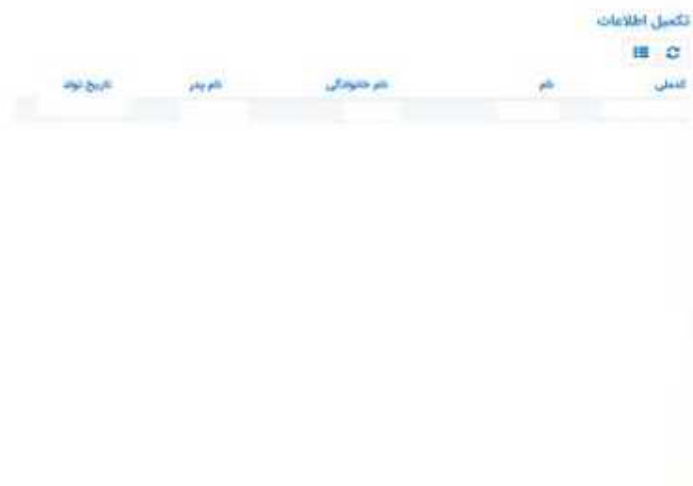 تکمیل اطلاعات
کدملی نام نام خانوادگی نام پدر تاریخ تولد